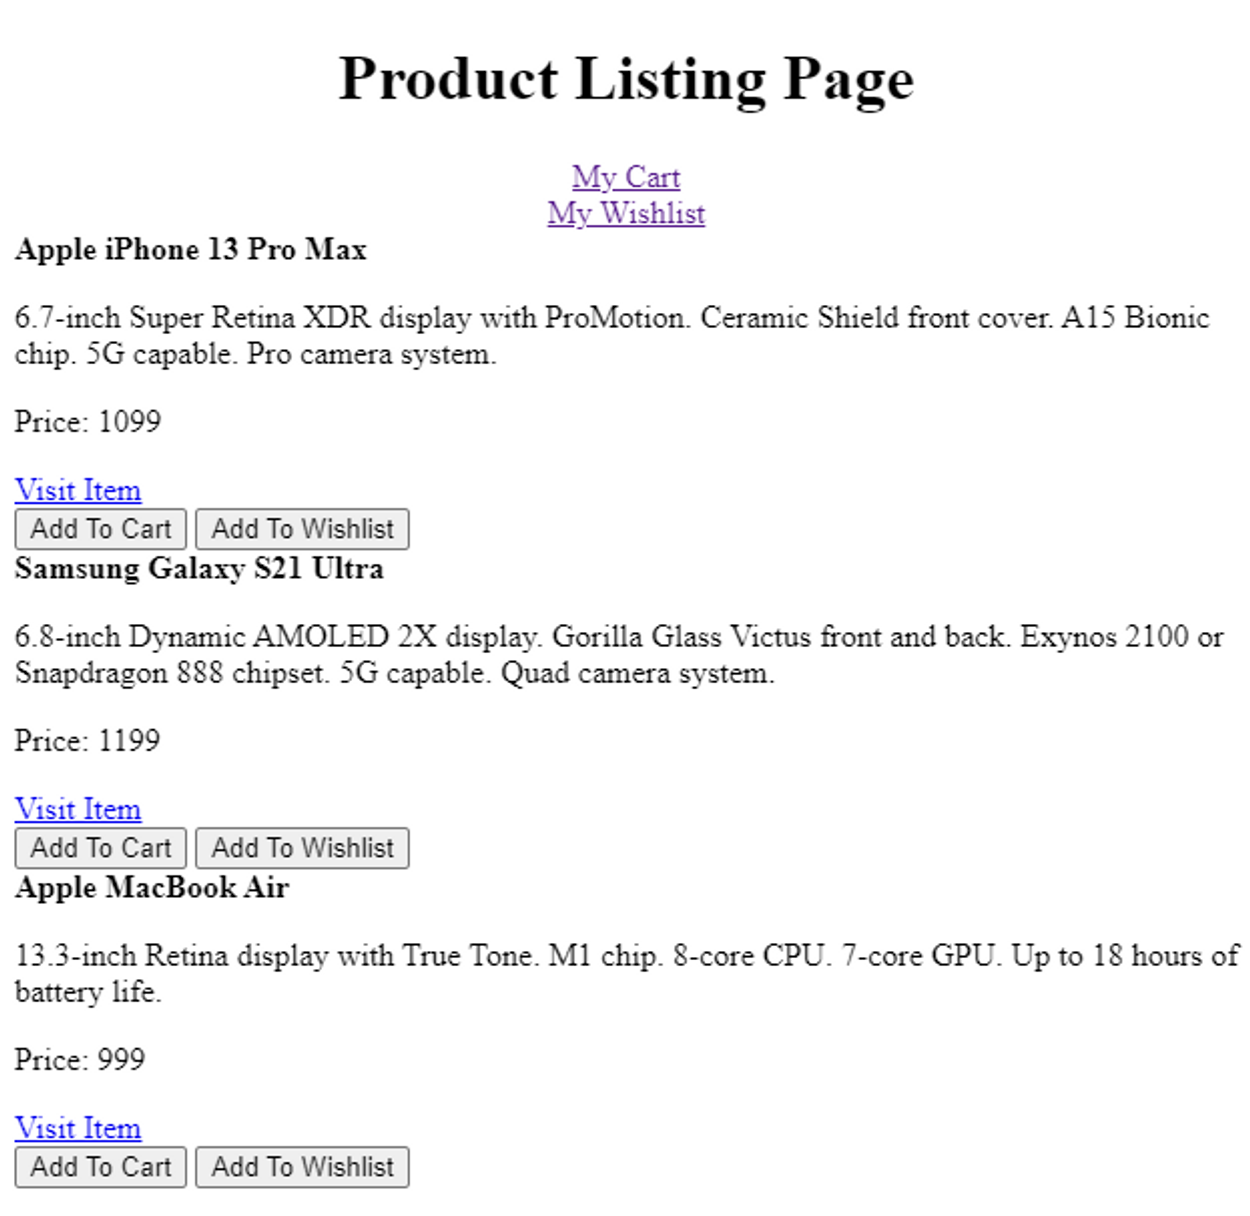 Product Listing Page
My Cart
My Wishlist
Apple iPhone 13 Pro Max
6.7-inch Super Retina XDR display with ProMotion. Ceramic Shield front cover. A15 Bionic
chip. 5G capable. Pro camera system.
Price: 1099
Visit Item
Add To Cart Add To Wishlist
Samsung Galaxy S21 Ultra
6.8-inch Dynamic AMOLED 2X display. Gorilla Glass Victus front and back. Exynos 2100 or
Snapdragon 888 chipset. 5G capable. Quad camera system.
Price: 1199
Visit Item
Add To Cart Add To Wishlist
Apple MacBook Air
13.3-inch Retina display with True Tone. M1 chip. 8-core CPU. 7-core GPU. Up to 18 hours of
battery life.
Price: 999
Visit Item
Add To Cart Add To Wishlist